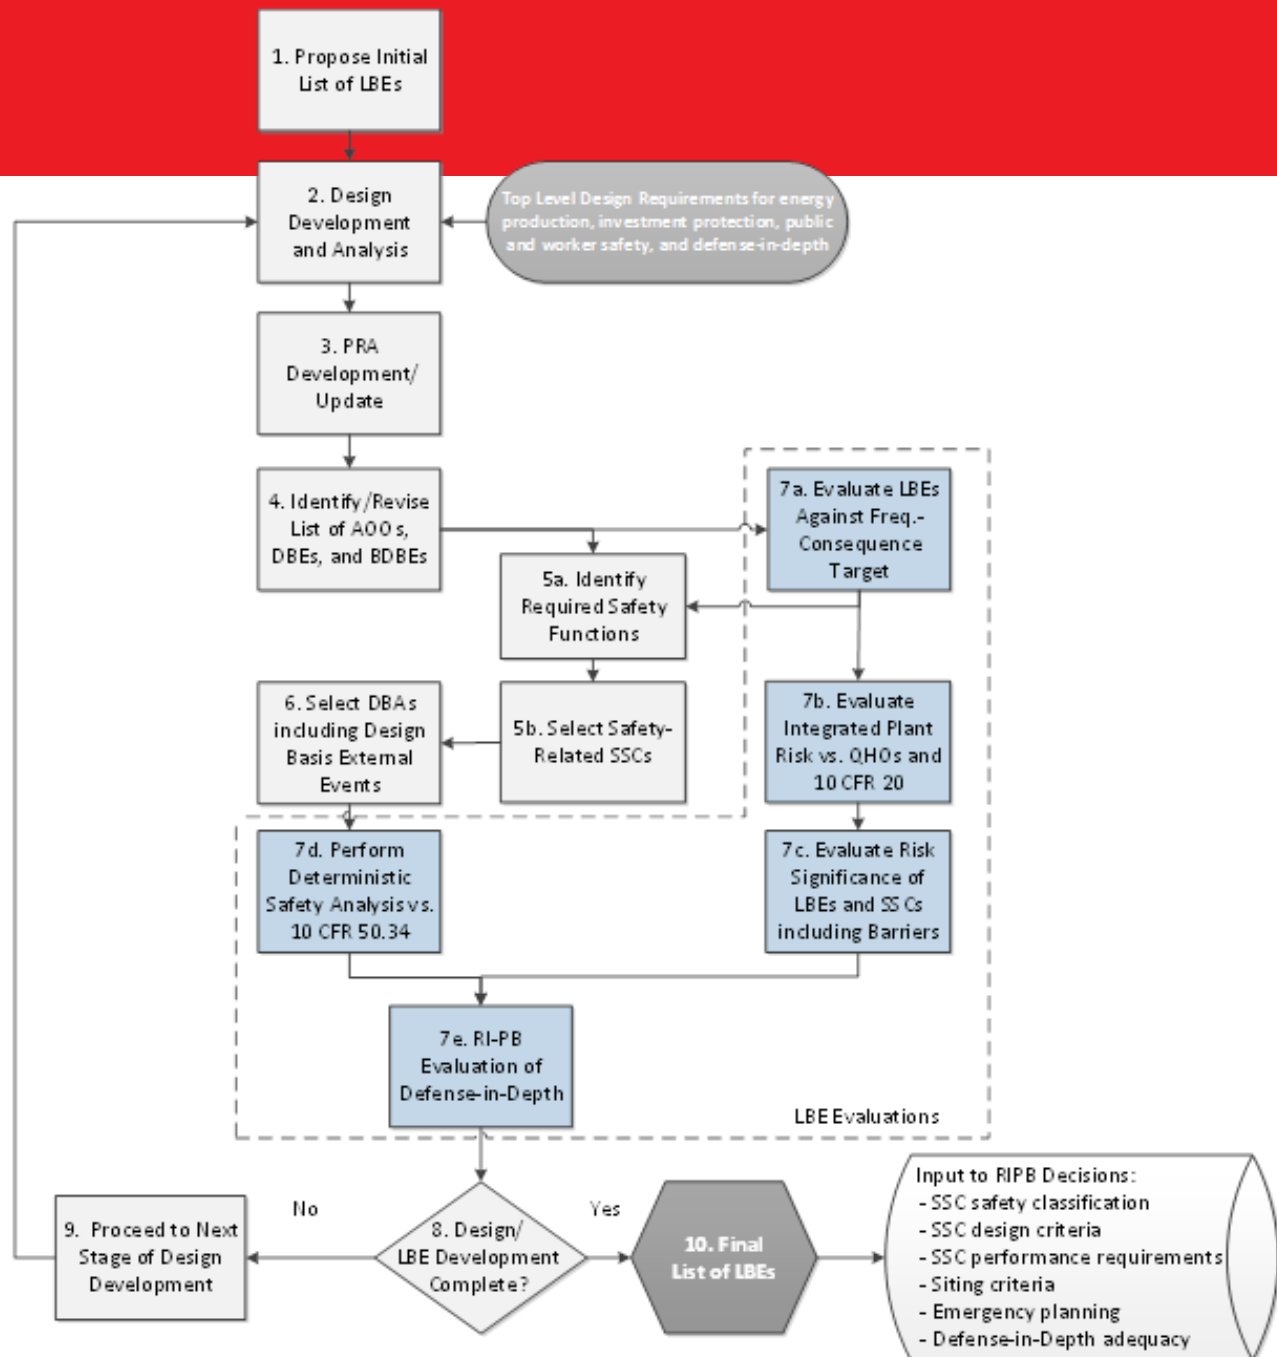 1. Propose Initial
List of LBEs
2. Design
Development
and Analysis
Top Level Design Requirements for energy
production, investment protection, public
and worker safety, and defense-in-depth
3. PRA
Development/
Update
4. Identify/Revise
List of AOOs,
DBEs, and BDBEs
7a. Evaluate LBEs
Against Freq.-
Consequence
Target
5a. Identify
Required Safety
Functions
6. Select DBAs
including Design
Basis External
Events
5b. Select Safety-
Related SSCs
7b. Evaluate
Integrated Plant
Risk vs. QHOs and
10 CFR 20
7d. Perform
Deterministic
Safety Analysis vs.
10 CFR 50.34
7c. Evaluate Risk
Significance of
LBEs and SSCs
including Barriers
7e. RI-PB
Evaluation of
Defense-in-Depth
LBE Evaluations
9. Proceed to Next
Stage of Design
Development
No
8. Design/
LBE Development
Complete?
Yes
10. Final
List of LBEs
Input to RIPB Decisions:
- SSC safety classification
- SSC design criteria
- SSC performance requirements
- Siting criteria
- Emergency planning
- Defense-in-Depth adequacy